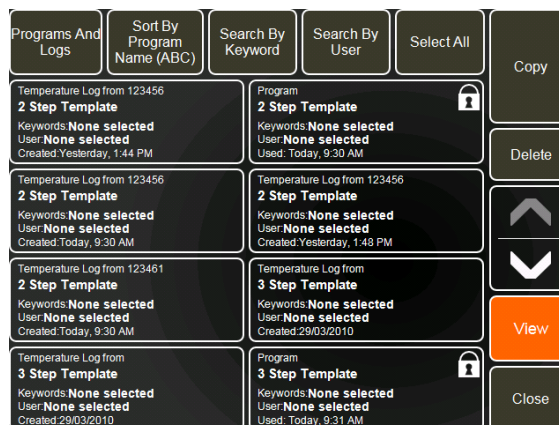 Programs And
Logs
Sort By
Program
Name (ABC)
Search By
Keyword
Search By
User
Select All
Copy
Temperature Log from 123456
2 Step Template
Keywords:None selected
User:None selected
Created:Yesterday, 1:44 PM
Program
2 Step Template
Keywords:None selected
User:None selected
Used: Today, 9:30 AM
Delete
Temperature Log from 123456
2 Step Template
Keywords:None selected
User:None selected
Created:Today, 9:30 AM
Temperature Log from 123456
2 Step Template
Keywords:None selected
User:None selected
Created:Yesterday, 1:48 PM
Temperature Log from 123461
2 Step Template
Keywords:None selected
User:None selected
Created:Today, 9:30 AM
Temperature Log from
3 Step Template
Keywords:None selected
User:None selected
Created:29/03/2010
View
Temperature Log from
3 Step Template
Keywords:None selected
User:None selected
Created:29/03/2010
Program
3 Step Template
Keywords:None selected
User:None selected
Used: Today, 9:31 AM
Close